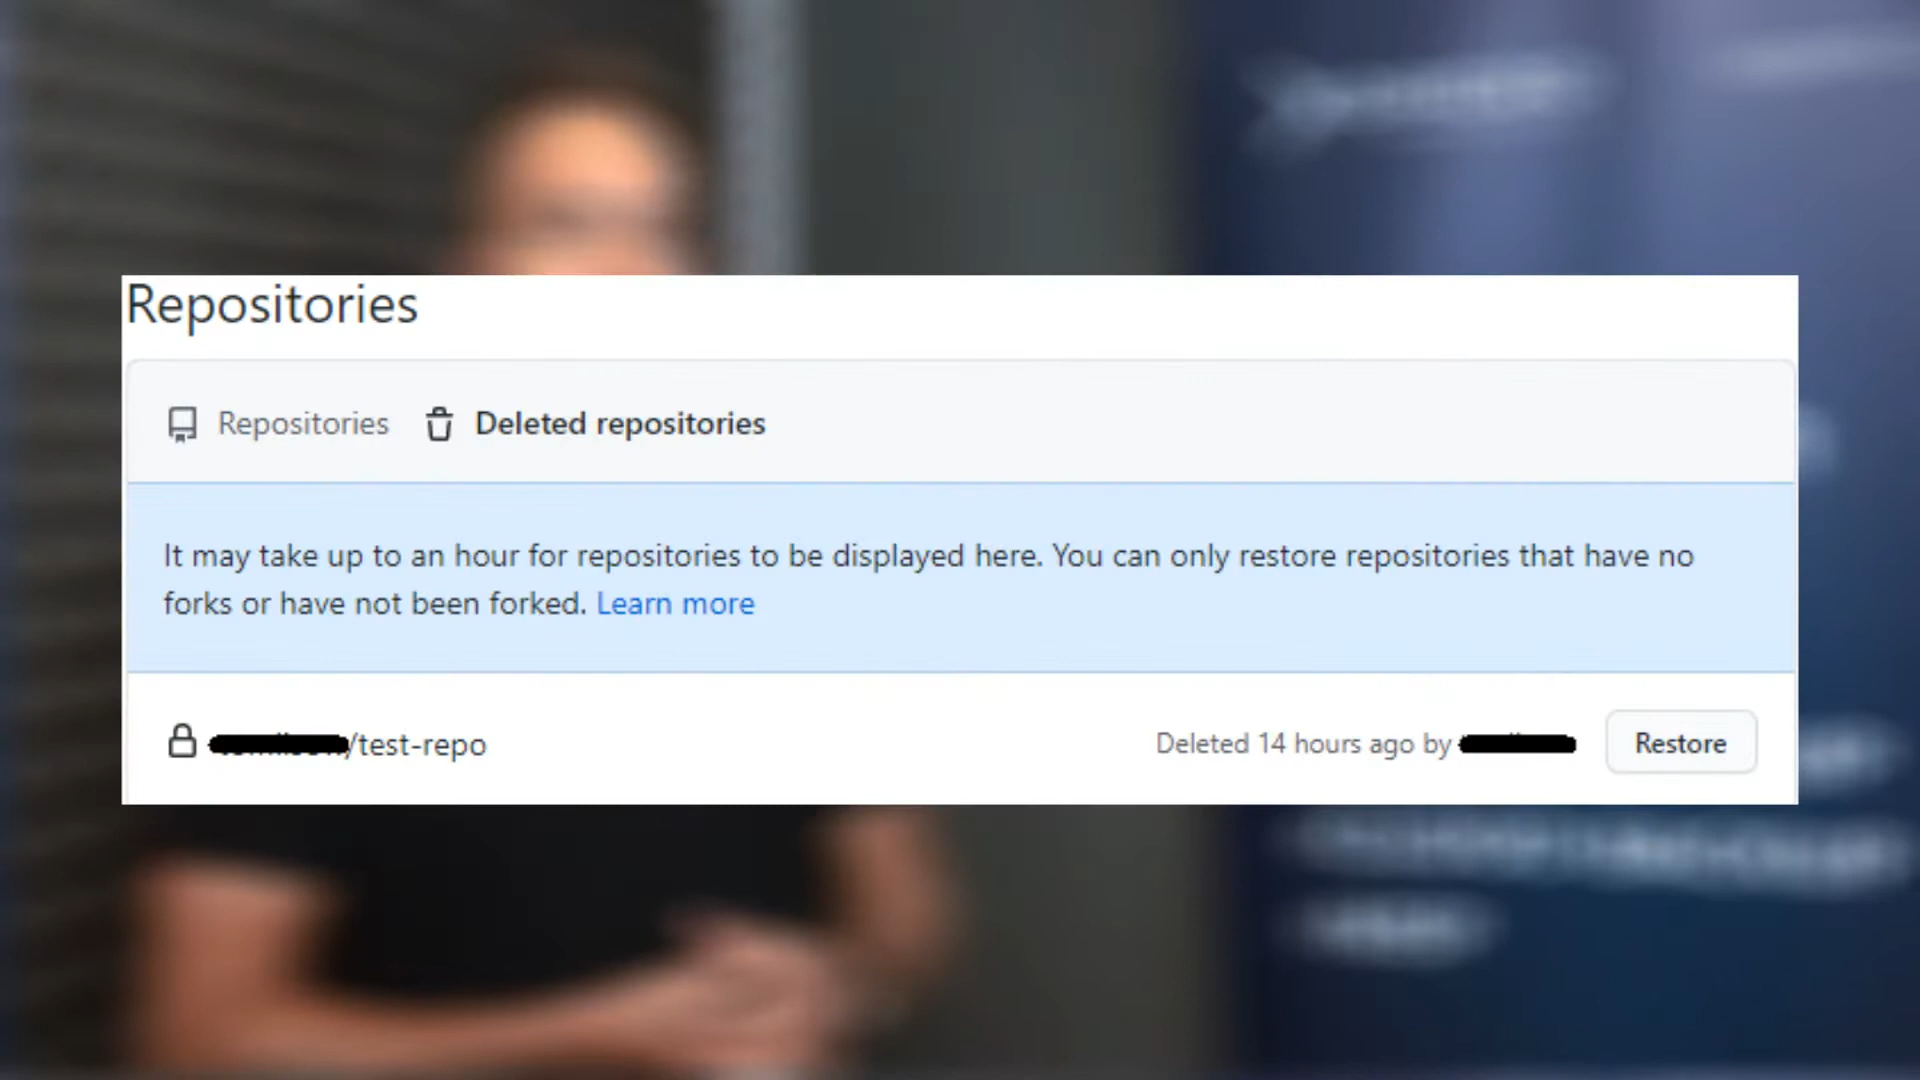 Repositories
Repositories Deleted repositories
It may take up to an hour for repositories to be displayed here. You can only restore repositories that have no
forks or have not been forked. Learn more
/test-repo Deleted 14 hours ago by Restore